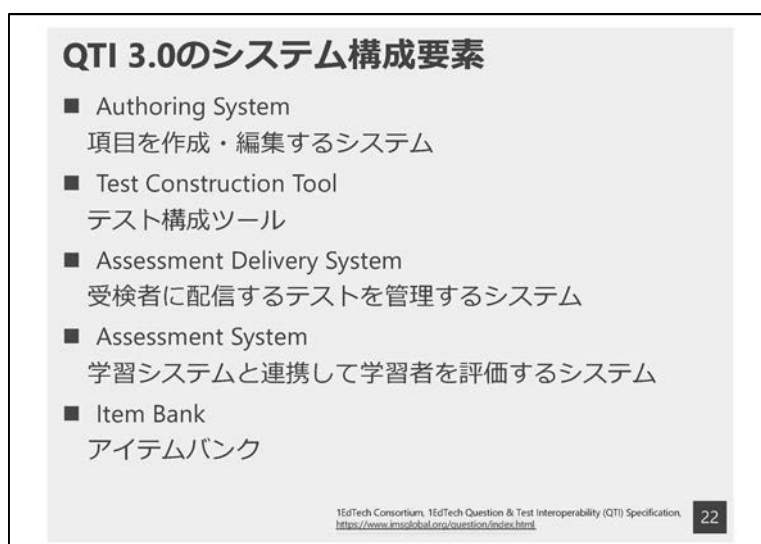 QTI 3.0のシステム構成要素
■ Authoring System
項目を作成・編集するシステム
■ Test Construction Tool
テスト構成ツール
■ Assessment Delivery System
受検者に配信するテストを管理するシステム
■ Assessment System
学習システムと連携して学習者を評価するシステム
■ Item Bank
アイテムバンク
1EdTech Consortium, 1EdTech Question & Test Interoperability (QTI) Specification,
https://www.imsglobal.org/question/index.html
22